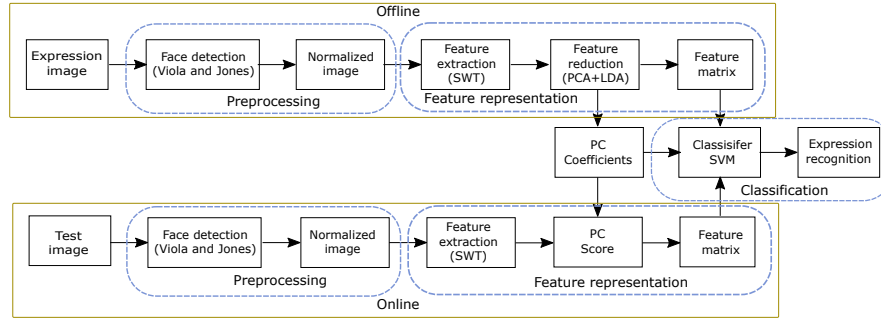 Offline
Expression
image
Face detection
(Viola and Jones)
Normalized
image
Preprocessing
Feature
extraction
(SWT)
Feature
reduction
(PCA+LDA)
Feature
matrix
Feature representation
PC
Coefficients
Classisifer
SVM
Expression
recognition
Classification
Test
image
Face detection
(Viola and Jones)
Normalized
image
Preprocessing
Feature
extraction
(SWT)
PC
Score
Feature
matrix
Feature representation
Online